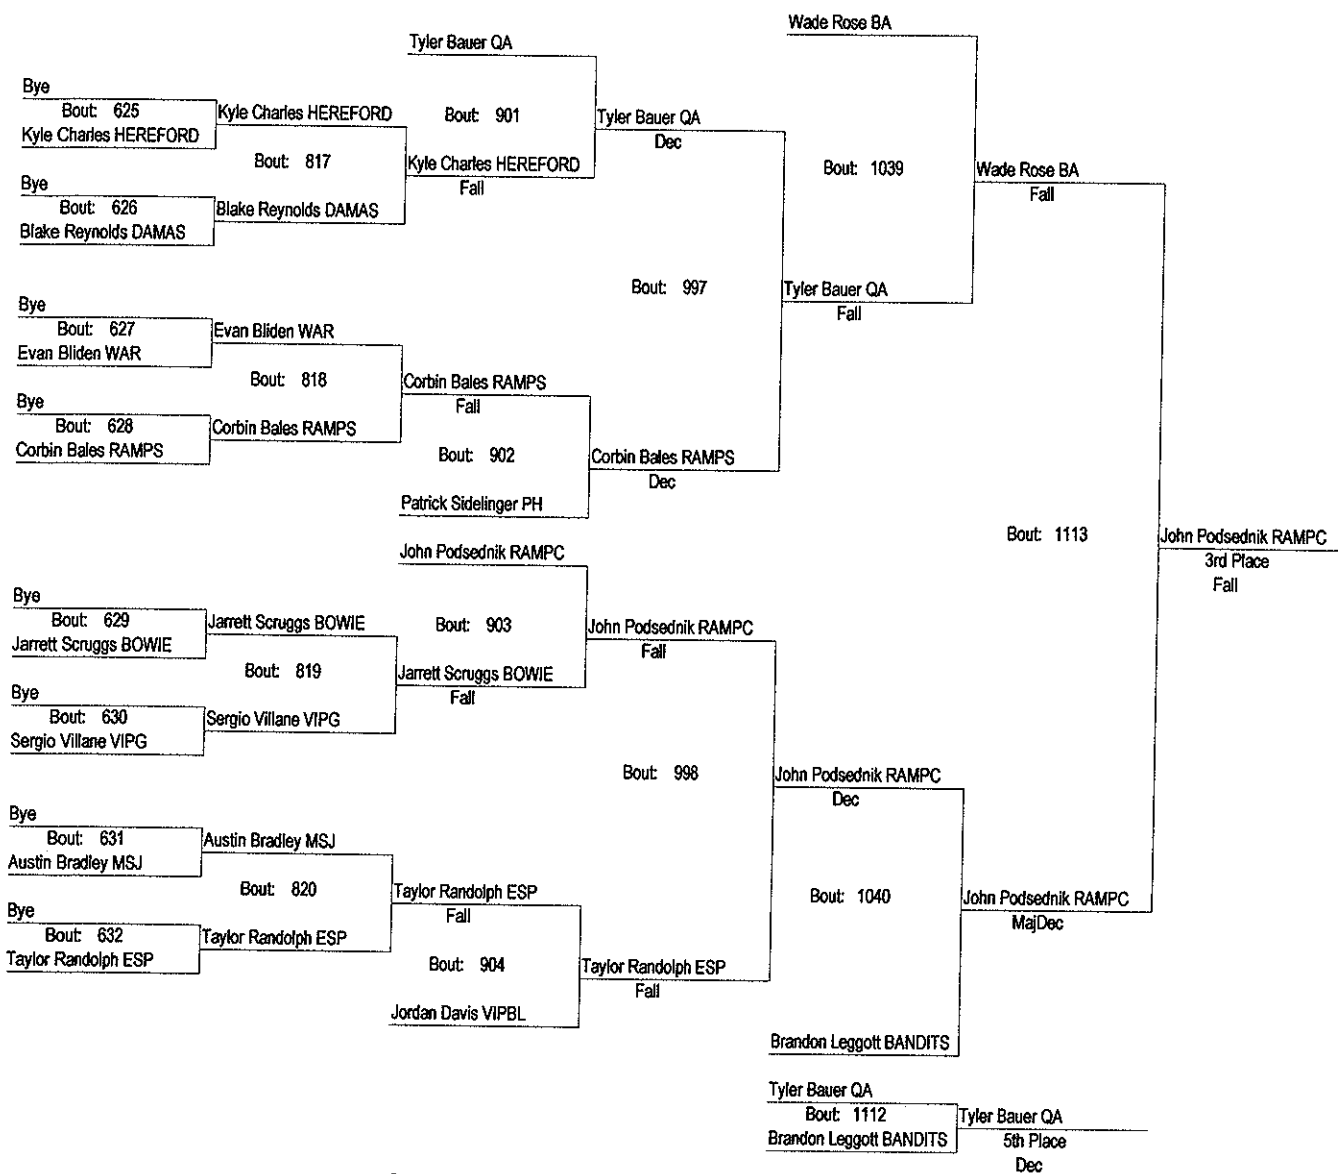 Wade Rose BA
Tyler Bauer QA
Bye
Bout: 625
Kyle Charles HEREFORD
Kyle Charles HEREFORD
Bout: 901
Tyler Bauer QA
Dec
Bout: 817
Kyle Charles HEREFORD
Fall
Bout: 1039
Wade Rose BA
Fall
Bye
Bout: 626
Blake Reynolds DAMAS
Blake Reynolds DAMAS
Bout: 997
Tyler Bauer QA
Fall
Bye
Bout: 627
Evan Bliden WAR
Evan Bliden WAR
Bout: 818
Corbin Bales RAMPS
Fall
Bye
Bout: 628
Corbin Bales RAMPS
Corbin Bales RAMPS
Bout: 902
Corbin Bales RAMPS
Dec
Patrick Sidelinger PH
Bout: 1113
John Podsednik RAMPC
3rd Place
Fall
John Podsednik RAMPC
Bye
Bout: 629
Jarrett Scruggs BOWIE
Jarrett Scruggs BOWIE
Bout: 903
John Podsednik RAMPC
Fall
Bout: 819
Jarrett Scruggs BOWIE
Fall
Bye
Bout: 630
Sergio Villane VIPG
Sergio Villane VIPG
Bout: 998
John Podsednik RAMPC
Dec
Bye
Bout: 631
Austin Bradley MSJ
Austin Bradley MSJ
Bout: 820
Taylor Randolph ESP
Fall
Bout: 1040
John Podsednik RAMPC
MajDec
Bye
Bout: 632
Taylor Randolph ESP
Taylor Randolph ESP
Bout: 904
Taylor Randolph ESP
Fall
Jordan Davis VIPBL
Brandon Leggott BANDITS
Tyler Bauer QA
Bout: 1112
Brandon Leggott BANDITS
Tyler Bauer QA
5th Place
Dec